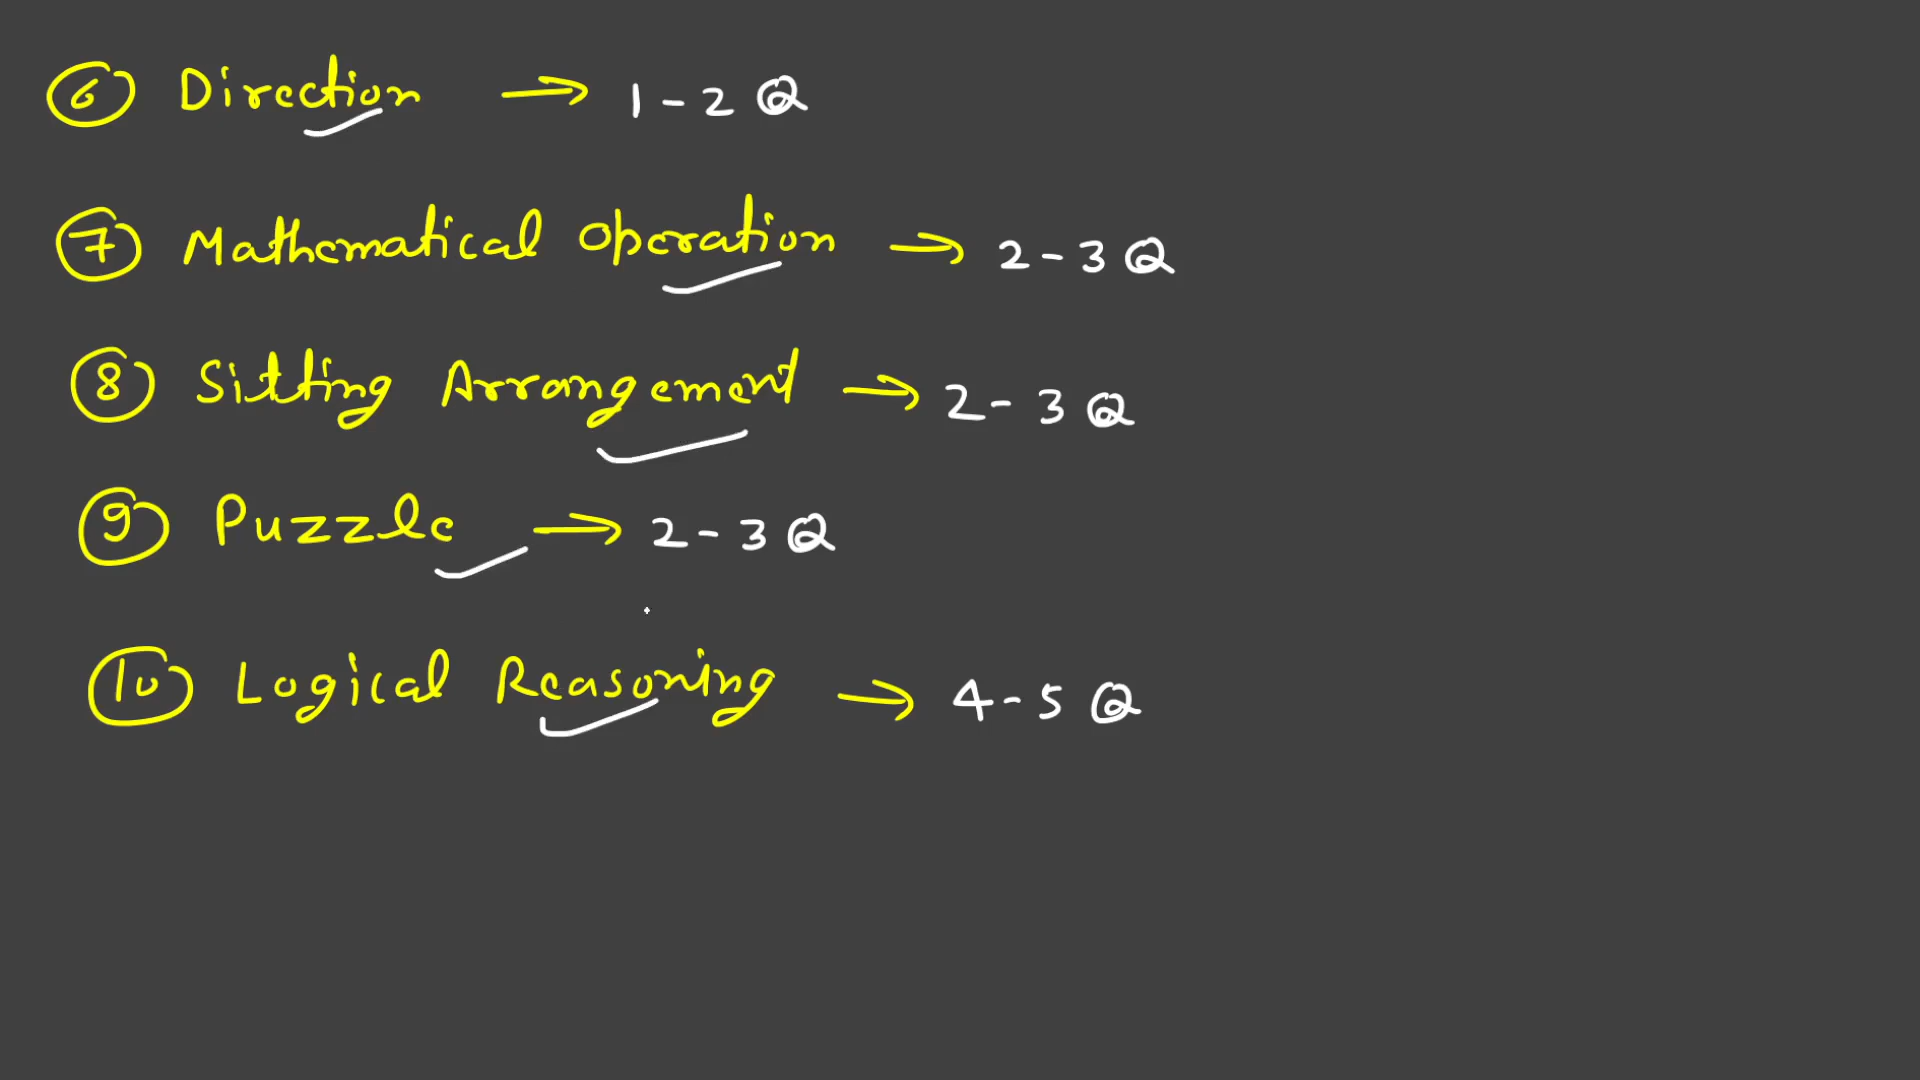 6 Direction → 1-2 Q
7 Mathematical Operation → 2-3 Q
8 Sitting Arrangement → 2-3 Q
9 Puzzle → 2-3 Q
10 Logical Reasoning → 4-5 Q